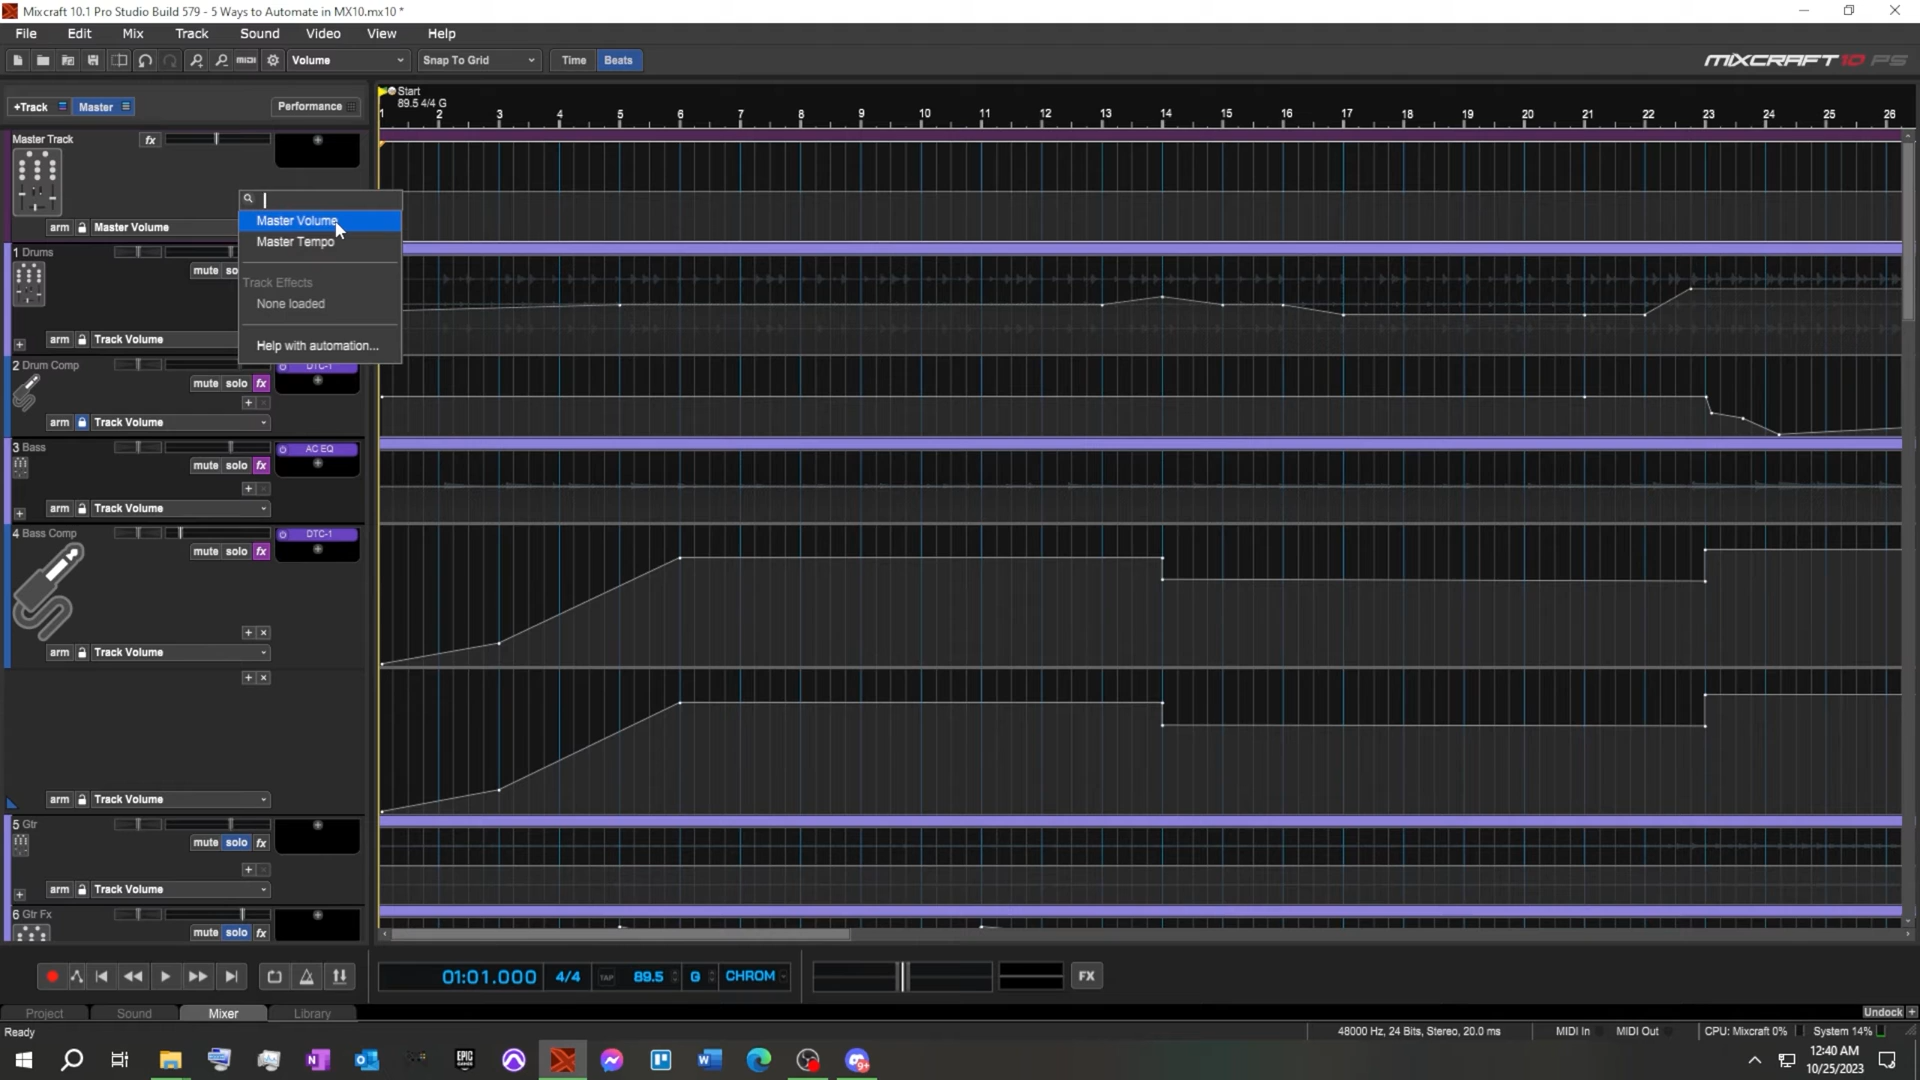 Mixcraft 10.1 Pro Studio Build 579 - 5 Ways to Automate in MX10.mx10 *
File Edit Mix Track Sound Video View Help
MIDI Volume Snap To Grid Time Beats MIXCRAFT 10 PS
+Track Master Performance
Start
89.5 4/4 G
1 2 3 4 5 6 7 8 9 10 11 12 13 14 15 16 17 18 19 20 21 22 23 24 25 26
Master Track fx
arm Master Volume
Master Volume
Master Tempo
Track Effects
None loaded
Help with automation...
1 Drums
mute so
arm Track Volume
2 Drum Comp DTC-1
mute solo fx
arm Track Volume
3 Bass AC EQ
mute solo fx
arm Track Volume
4 Bass Comp DTC-1
mute solo fx
arm Track Volume
arm Track Volume
5 Gtr
mute solo fx
arm Track Volume
6 Gtr Fx
mute solo fx
01:01.000 4/4 TAP 89.5 G CHROM FX
Project Sound Mixer Library Undock
Ready 48000 Hz, 24 Bits, Stereo, 20.0 ms MIDI In MIDI Out CPU: Mixcraft 0% System 14%
EPIC GAMES
9+
12:40 AM
10/25/2023